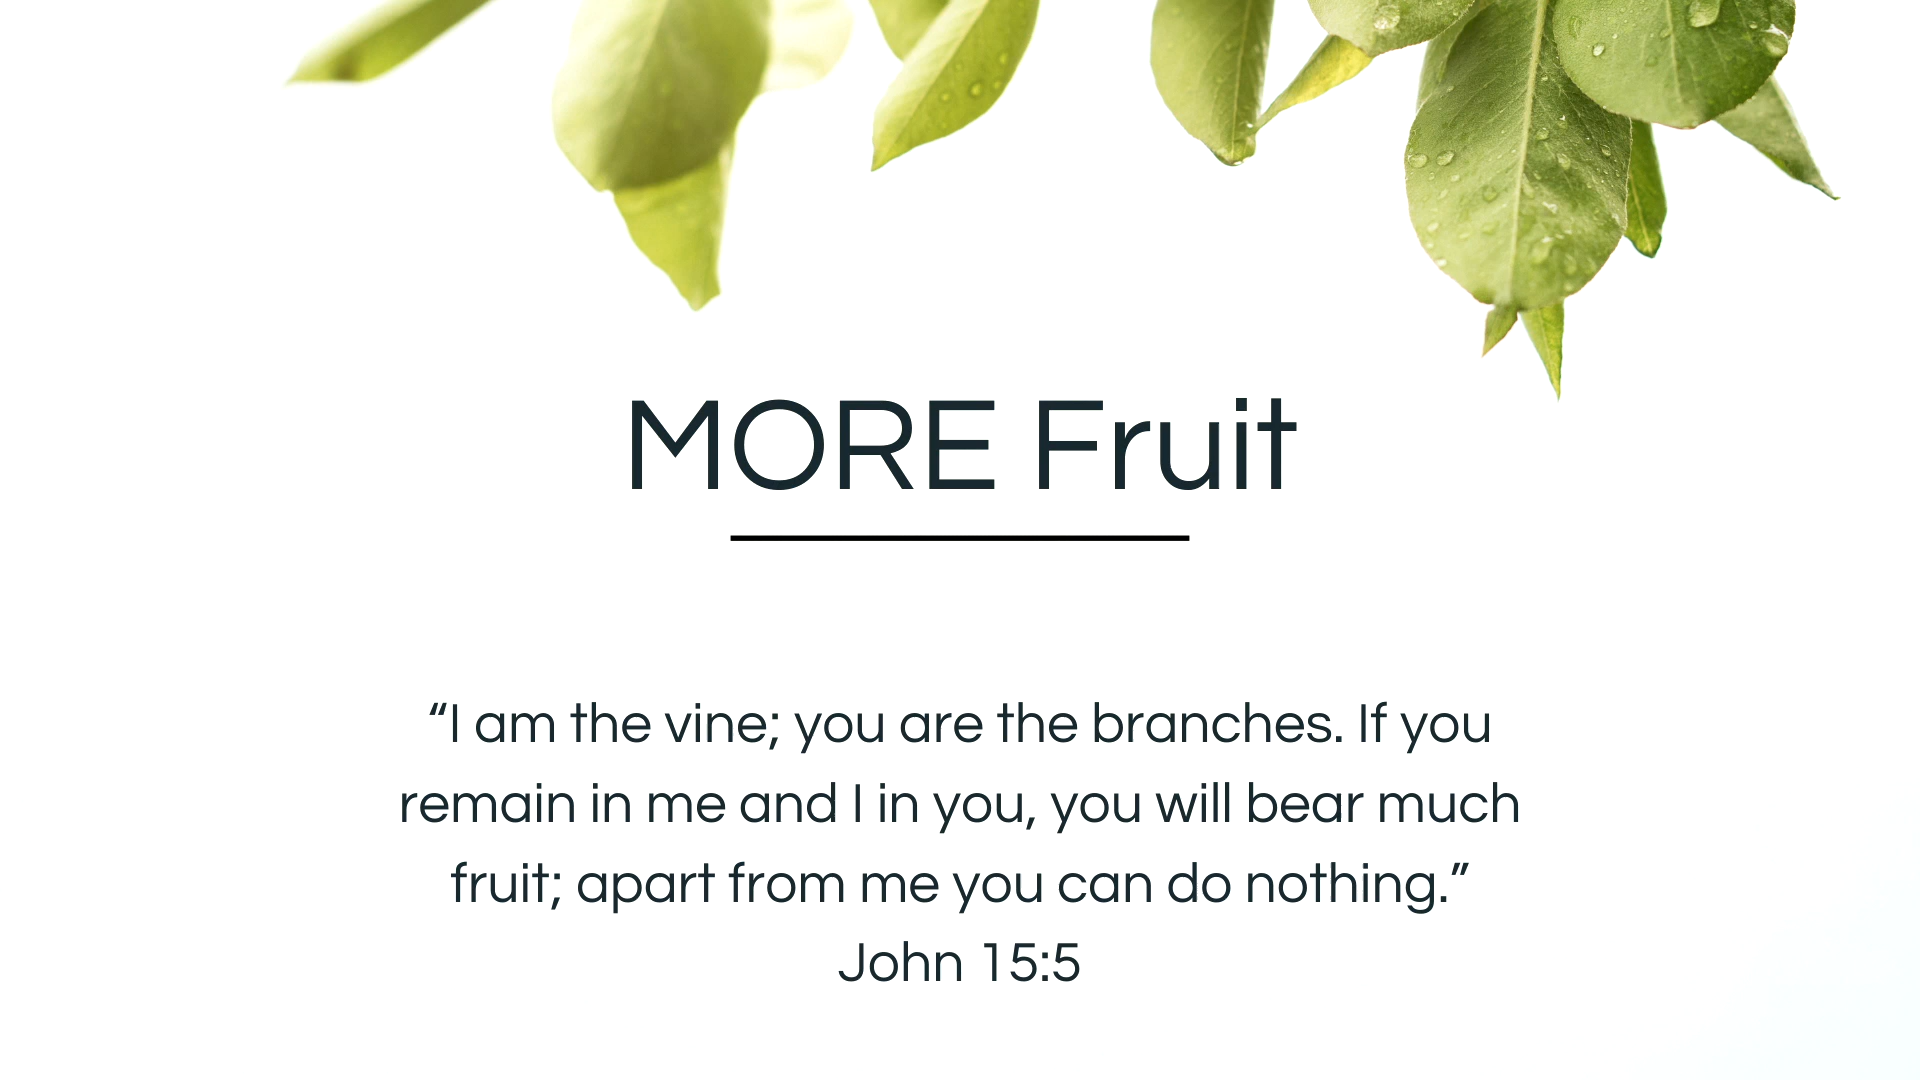 MORE Fruit
“I am the vine; you are the branches. If you
remain in me and I in you, you will bear much
fruit; apart from me you can do nothing.”
John 15:5